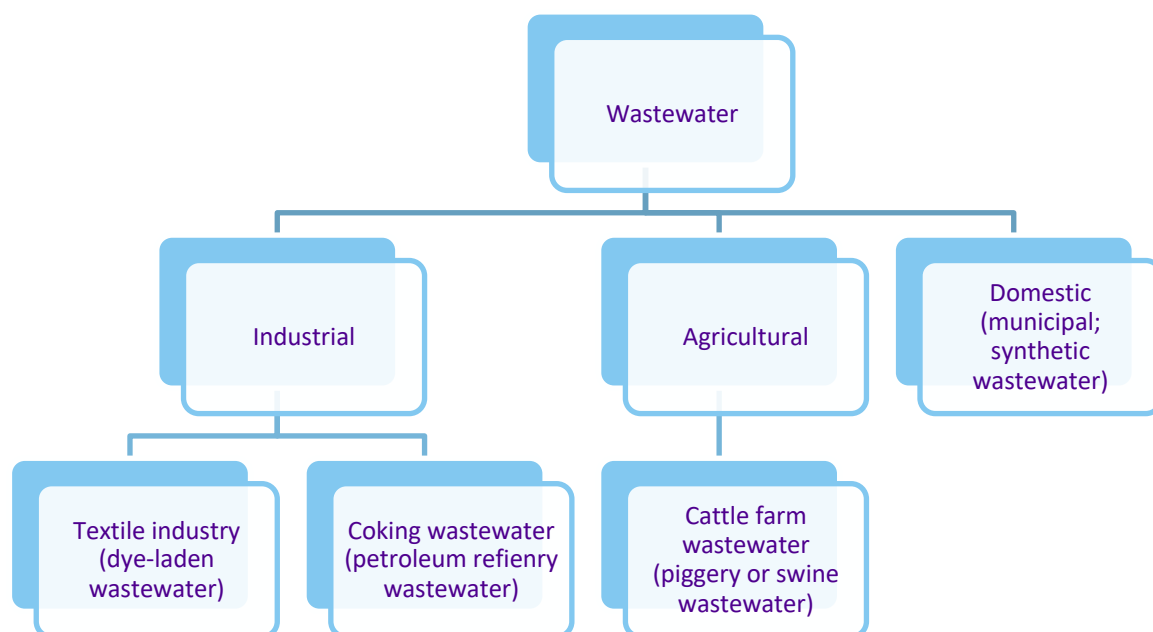 Wastewater
Industrial
Agricultural
Domestic
(municipal;
synthetic
wastewater)
Textile industry
(dye-laden
wastewater)
Coking wastewater
(petroleum refienry
wastewater)
Cattle farm
wastewater
(piggery or swine
wastewater)